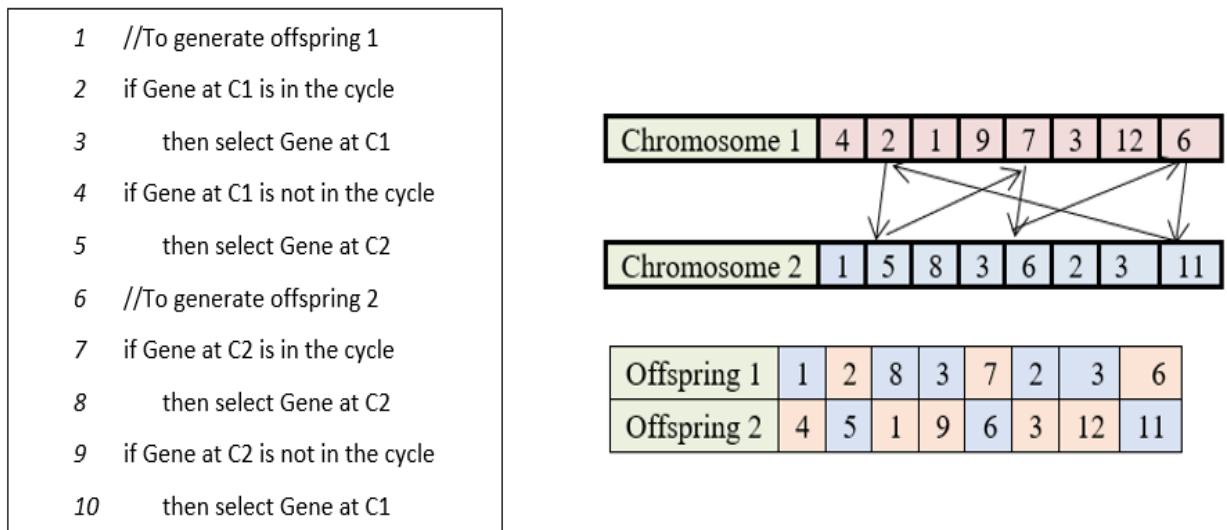 1 //To generate offspring 1
2 if Gene at C1 is in the cycle
3 then select Gene at C1
4 if Gene at C1 is not in the cycle
5 then select Gene at C2
6 //To generate offspring 2
7 if Gene at C2 is in the cycle
8 then select Gene at C2
9 if Gene at C2 is not in the cycle
10 then select Gene at C1
Chromosome 1 4 2 1 9 7 3 12 6
Chromosome 2 1 5 8 3 6 2 3 11
Offspring 1 1 2 8 3 7 2 3 6
Offspring 2 4 5 1 9 6 3 12 11